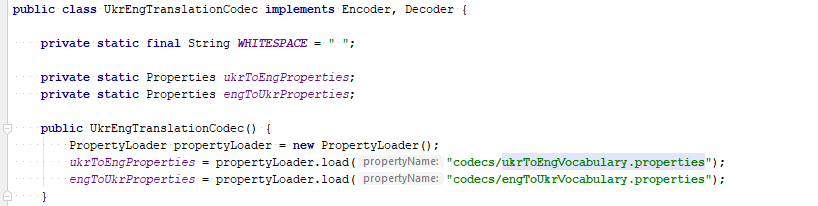 public class UkrEngTranslationCodec implements Encoder, Decoder {
private static final String WHITESPACE = " ";
private static Properties ukrToEngProperties;
private static Properties engToUkrProperties;
public UkrEngTranslationCodec() {
PropertyLoader propertyLoader = new PropertyLoader();
ukrToEngProperties = propertyLoader.load( propertyName: "codecs/ukrToEngVocabulary.properties");
engToUkrProperties = propertyLoader.load( propertyName: "codecs/engToUkrVocabulary.properties");
}